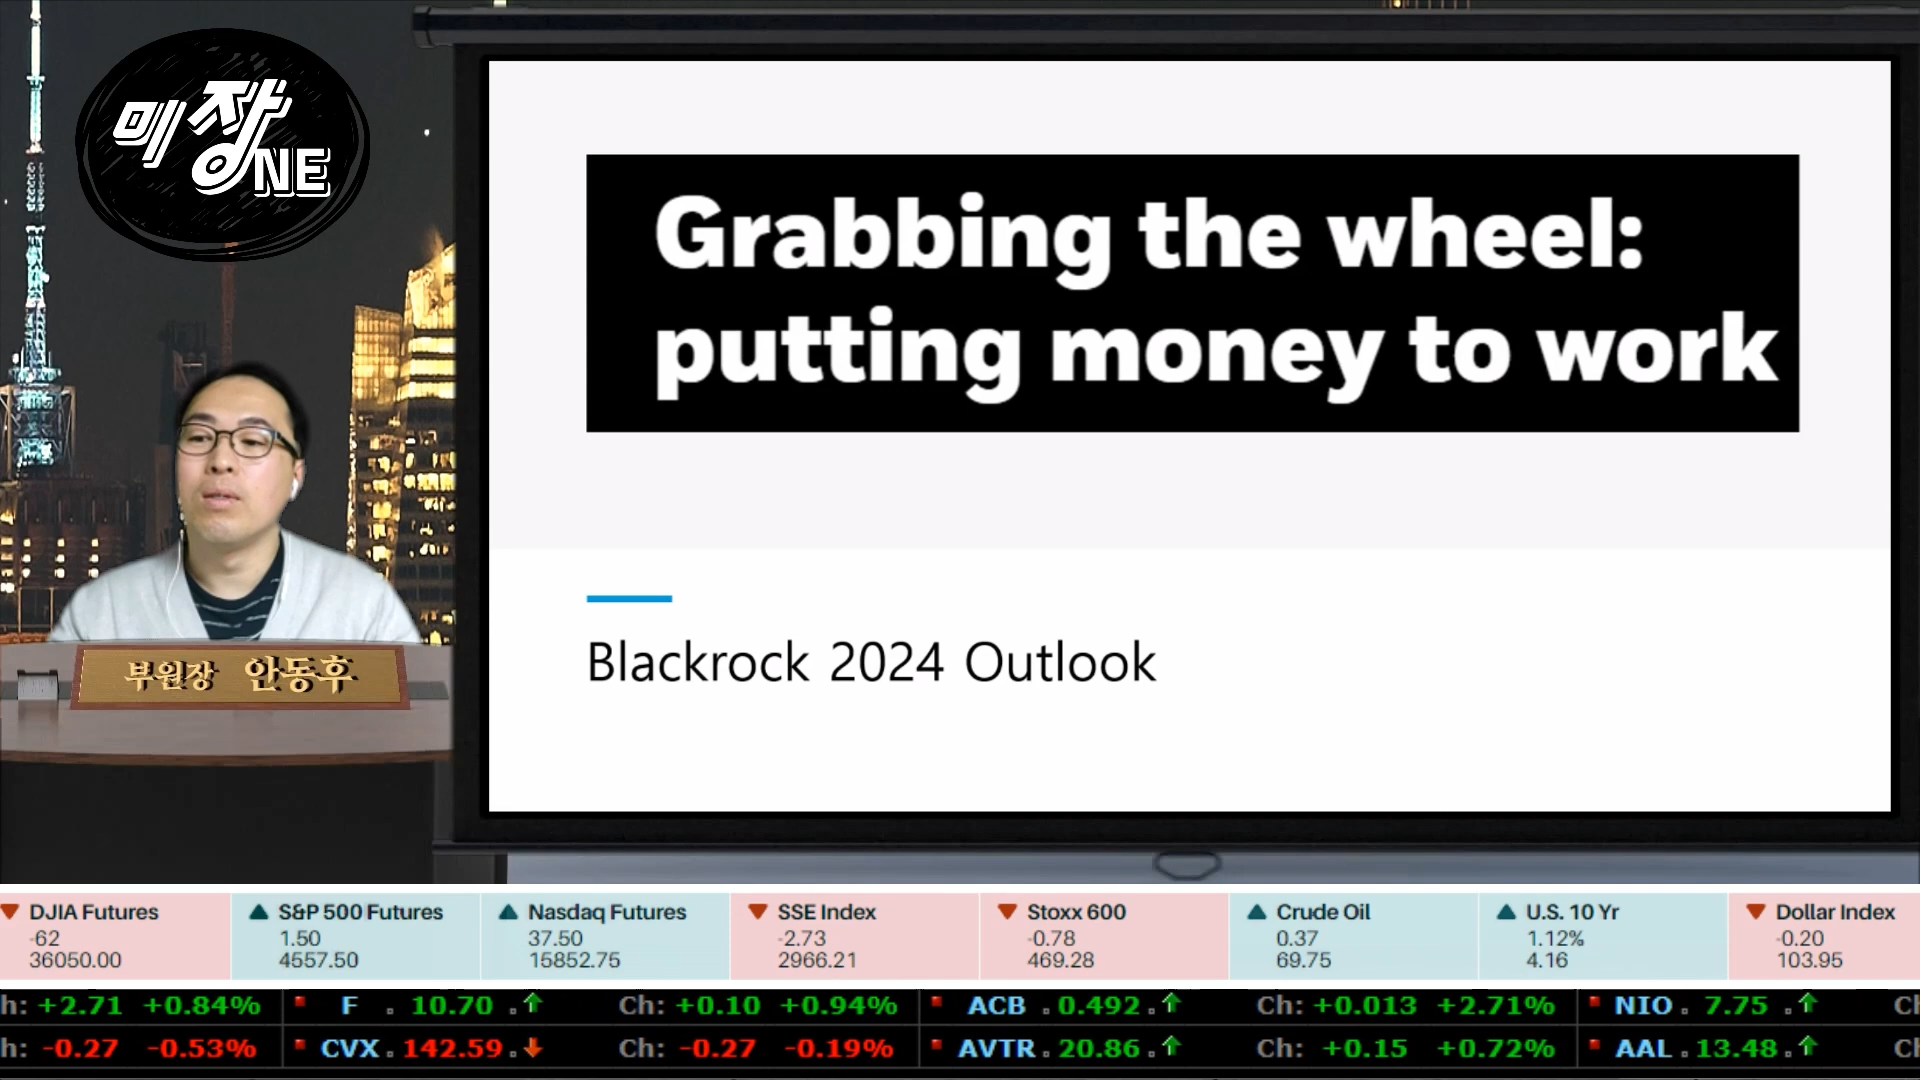 미장
NE
Grabbing the wheel:
putting money to work
Blackrock 2024 Outlook
부원장 안동후
DJIA Futures
-62
36050.00
S&P 500 Futures
1.50
4557.50
Nasdaq Futures
37.50
15852.75
SSE Index
-2.73
2966.21
Stoxx 600
-0.78
469.28
Crude Oil
0.37
69.75
U.S. 10 Yr
1.12%
4.16
Dollar Index
-0.20
103.95
h: +2.71 +0.84% F 10.70 Ch: +0.10 +0.94% ACB 0.492 Ch: +0.013 +2.71% NIO 7.75
h: -0.27 -0.53% CVX 142.59 Ch: -0.27 -0.19% AVTR 20.86 Ch: +0.15 +0.72% AAL 13.48